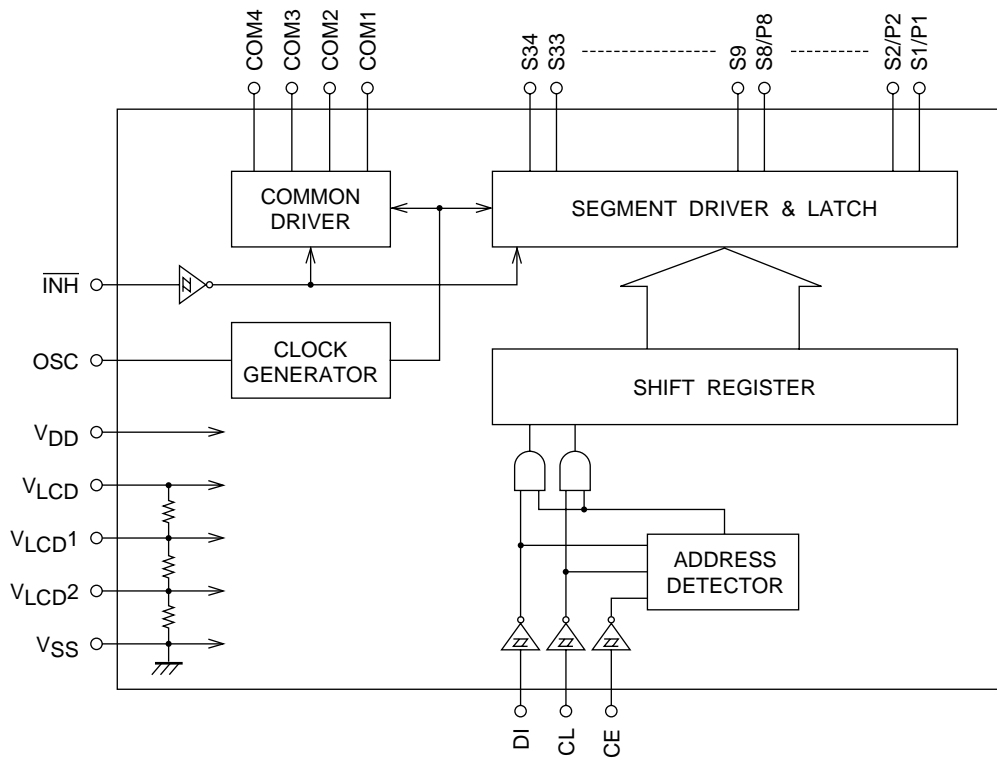 COM4 COM3 COM2 COM1 S34 S33 S9 S8/P8 S2/P2 S1/P1
COMMON
DRIVER
SEGMENT DRIVER & LATCH
INH
OSC
CLOCK
GENERATOR
SHIFT REGISTER
VDD
VLCD
VLCD1
VLCD2
VSS
ADDRESS
DETECTOR
DI CL CE